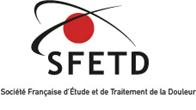 SFETD
Société Française d'Étude et de Traitement de la Douleur